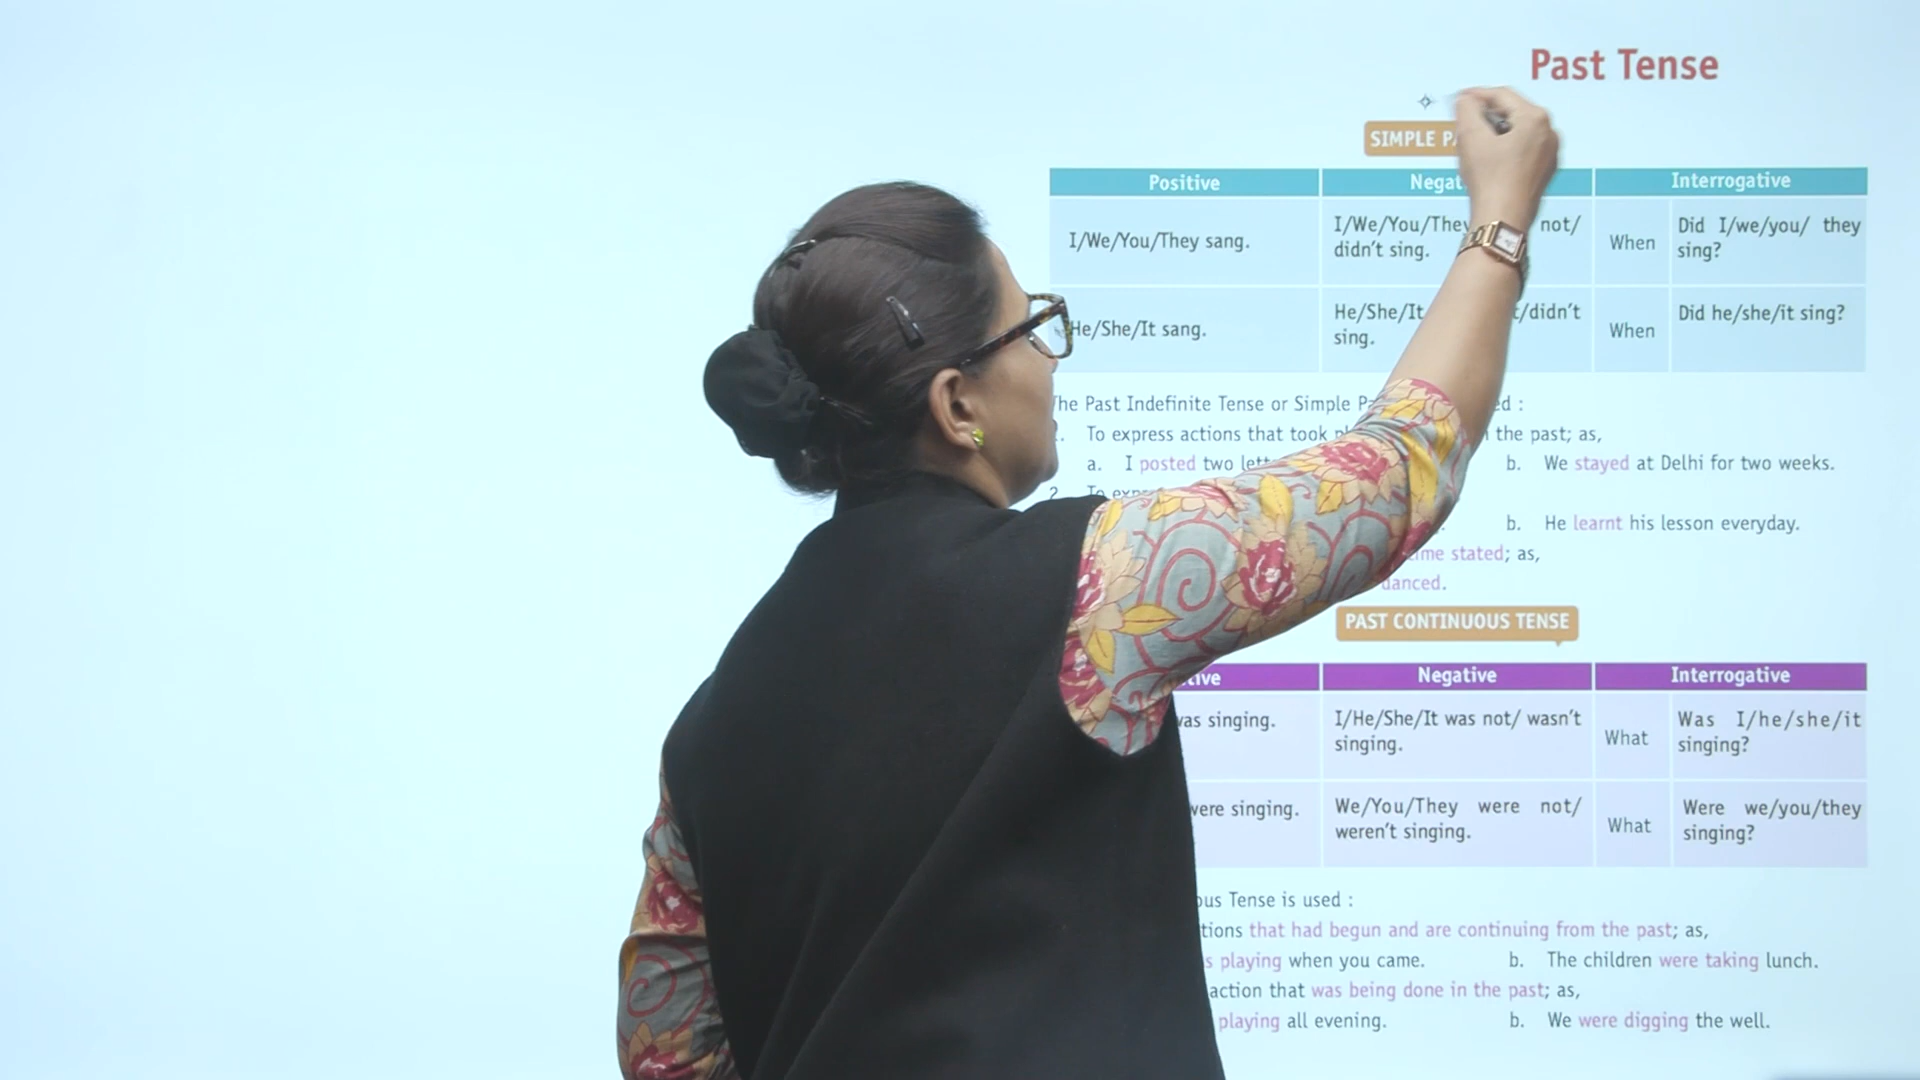 Past Tense
SIMPLE
Positive
Interrogative
I/We/You/They sang.
I/We/You/They not/
didn't sing.
When
Did I/we/you/ they
sing?
He/She/It sang.
He/She/It /didn't
sing.
When
Did he/she/it sing?
The Past Indefinite Tense or Simple :
To express actions that took the past; as,
a. I posted two
b. We stayed at Delhi for two weeks.
2. To
b. He learnt his lesson everyday.
stated; as,
danced.
PAST CONTINUOUS TENSE
Negative
Interrogative
was singing.
I/He/She/It was not/ wasn't
singing.
What
Was I/he/she/it
singing?
were singing.
We/You/They were not/
weren't singing.
What
Were we/you/they
singing?
Tense is used :
that had begun and are continuing from the past; as,
playing when you came.
b. The children were taking lunch.
action that was being done in the past; as,
playing all evening.
b. We were digging the well.